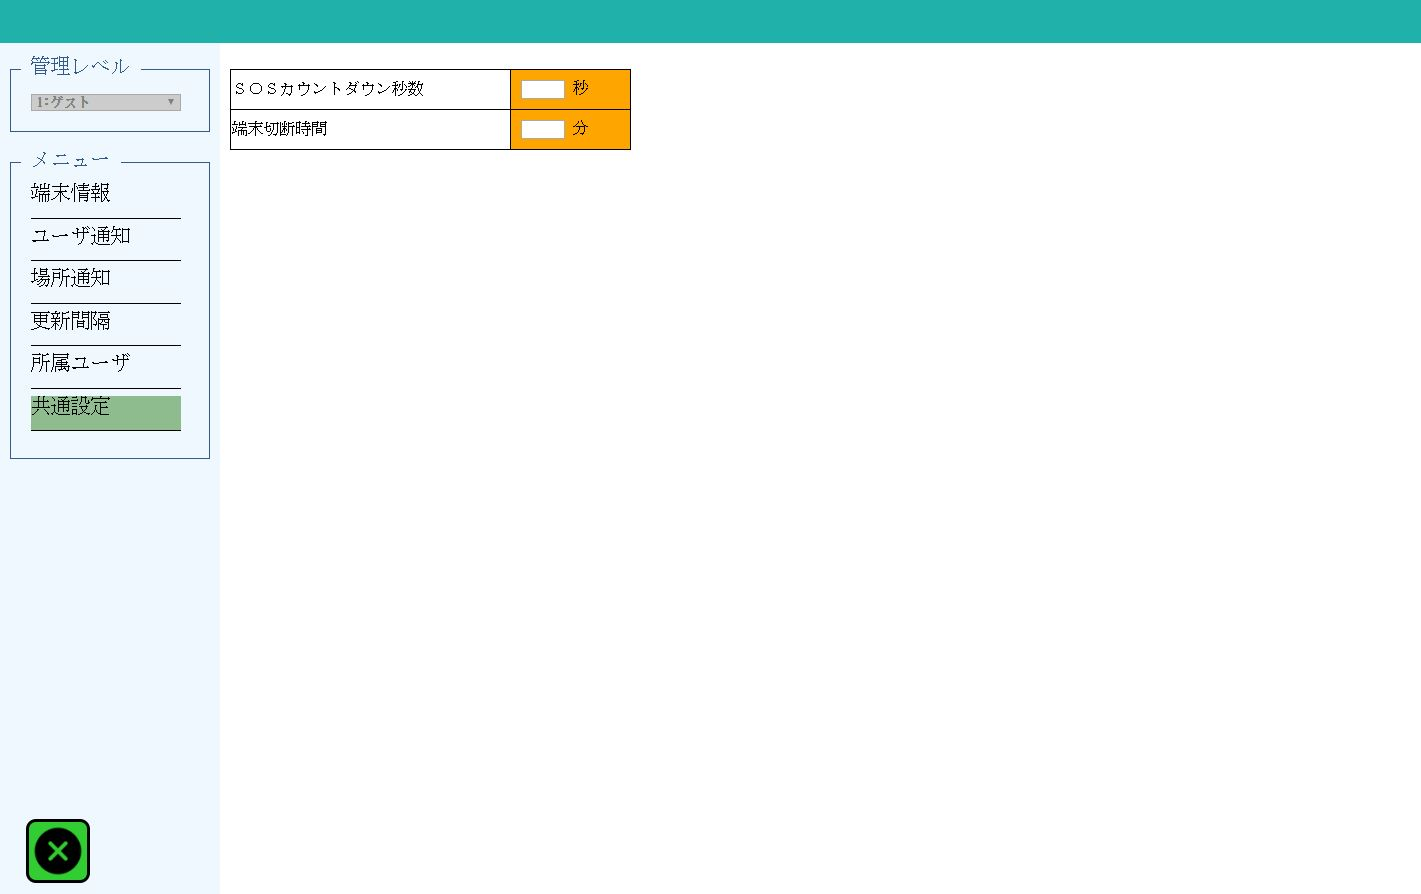 管理レベル
1:ゲスト
メニュー
端末情報
ユーザ通知
場所通知
更新間隔
所属ユーザ
共通設定
ＳＯＳカウントダウン秒数 秒
端末切断時間 分